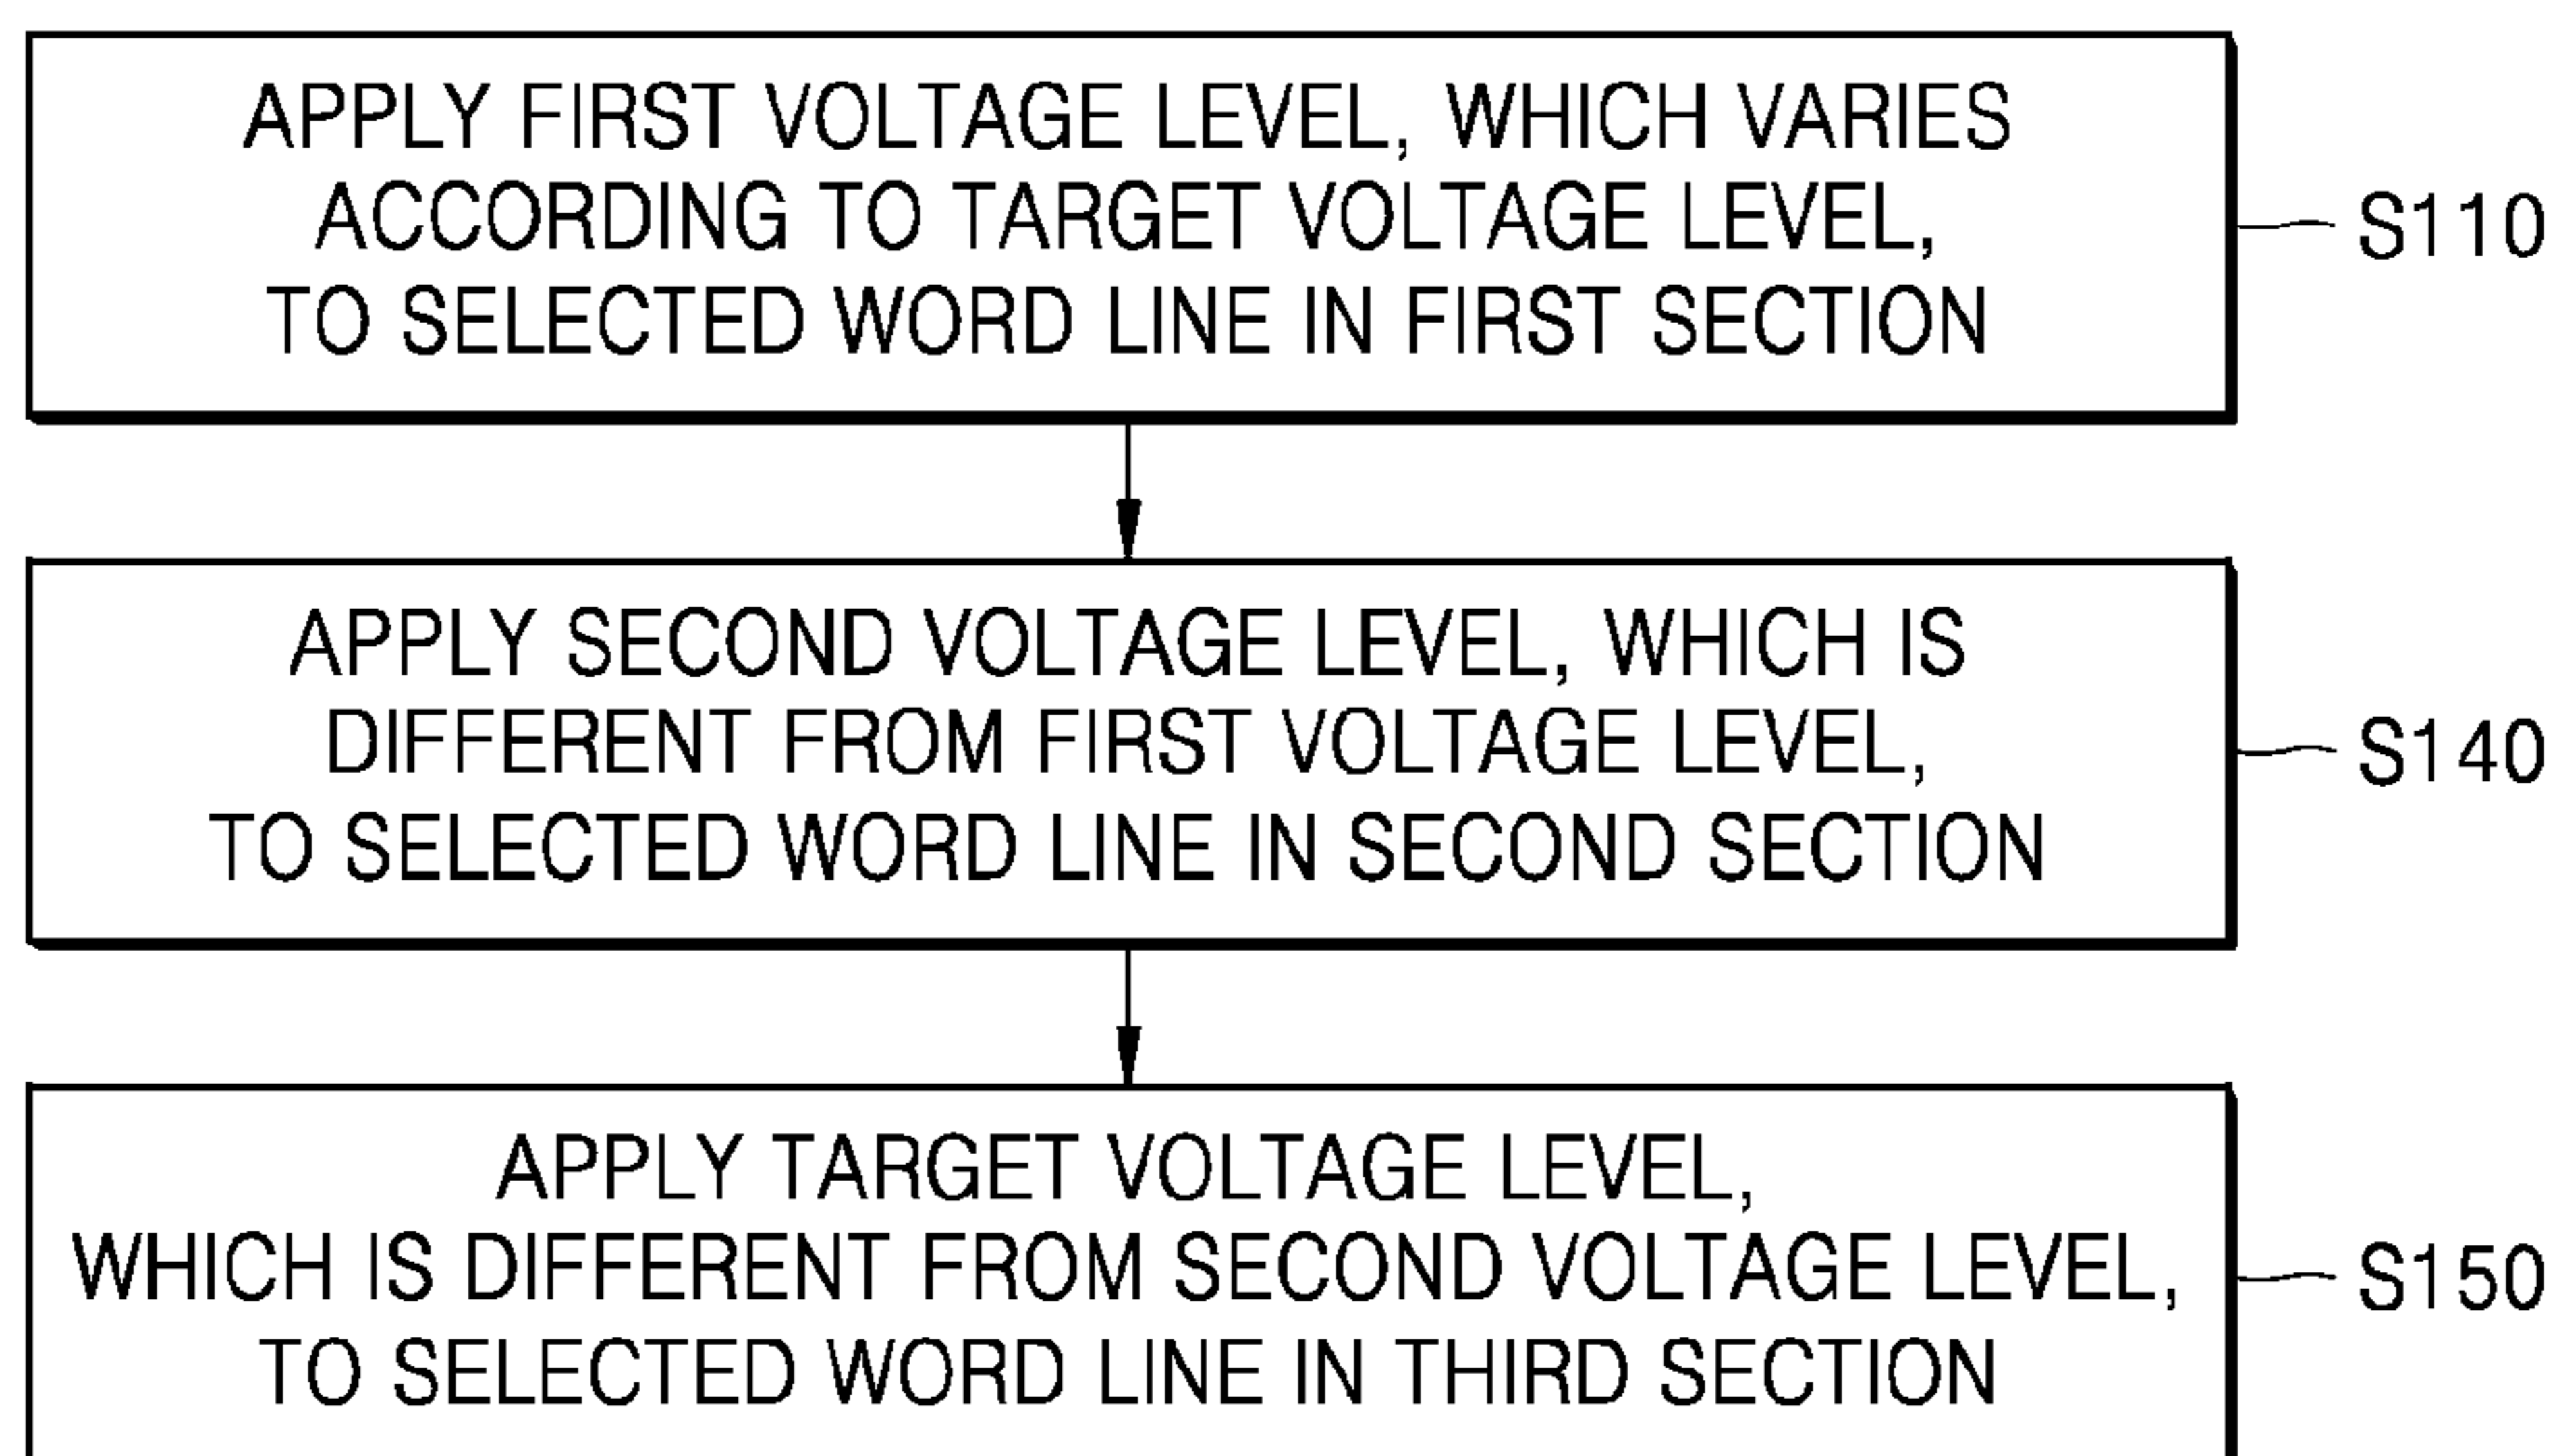 APPLY FIRST VOLTAGE LEVEL, WHICH VARIES
ACCORDING TO TARGET VOLTAGE LEVEL,
TO SELECTED WORD LINE IN FIRST SECTION
S110
APPLY SECOND VOLTAGE LEVEL, WHICH IS
DIFFERENT FROM FIRST VOLTAGE LEVEL,
TO SELECTED WORD LINE IN SECOND SECTION
S140
APPLY TARGET VOLTAGE LEVEL,
WHICH IS DIFFERENT FROM SECOND VOLTAGE LEVEL,
TO SELECTED WORD LINE IN THIRD SECTION
S150